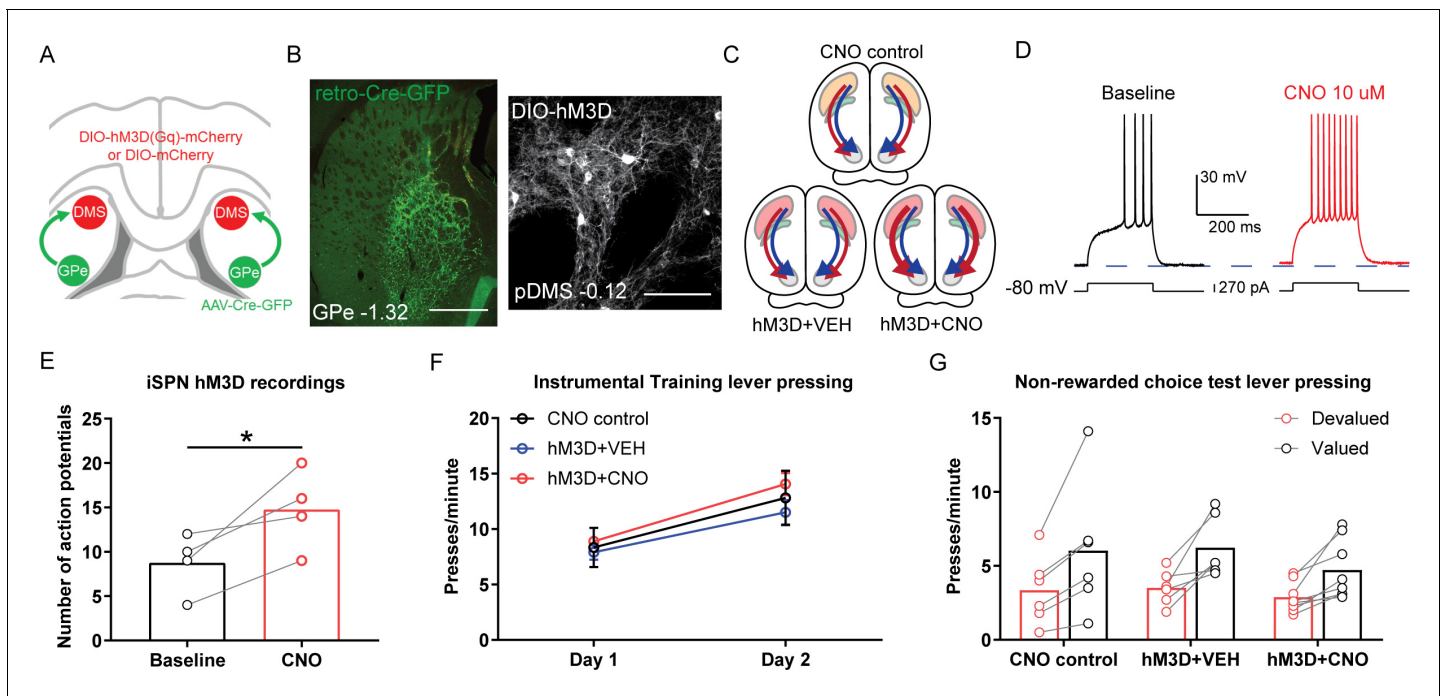 A
DIO-hM3D(Gq)-mCherry
or DIO-mCherry
DMS
DMS
GPe
GPe
AAV-Cre-GFP
B
retro-Cre-GFP
GPe -1.32
DIO-hM3D
pDMS -0.12
C
CNO control
hM3D+VEH
hM3D+CNO
D
Baseline
CNO 10 uM
30 mV
200 ms
-80 mV
270 pA
E
iSPN hM3D recordings
Number of action potentials
25
20
15
10
5
0
*
Baseline
CNO
F
Instrumental Training lever pressing
Presses/minute
20
15
10
5
0
CNO control
hM3D+VEH
hM3D+CNO
Day 1
Day 2
G
Non-rewarded choice test lever pressing
Presses/minute
15
10
5
0
Devalued
Valued
CNO control
hM3D+VEH
hM3D+CNO